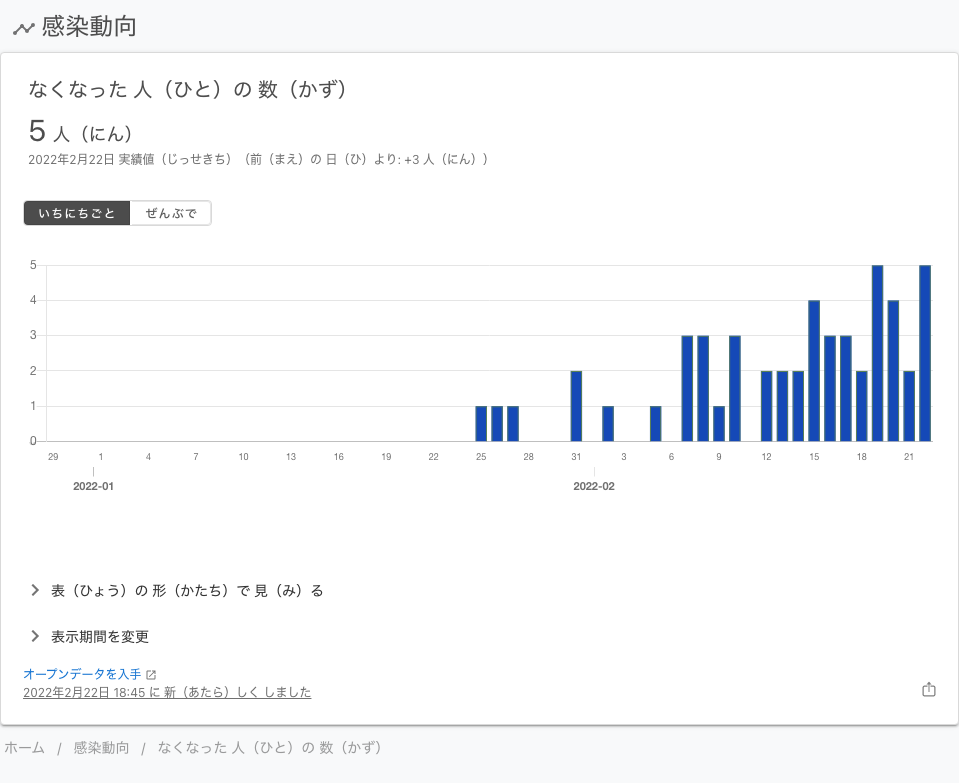 感染動向
なくなった 人（ひと）の 数（かず）
5 人（にん）
2022年2月22日 実績値（じっせきち）（前（まえ）の 日（ひ）より: +3 人（にん））
いちにちごと ぜんぶで
5
4
3
2
1
0
29 1 4 7 10 13 16 19 22 25 28 31 3 6 9 12 15 18 21
2022-01 2022-02
表（ひょう）の 形（かたち）で 見（み）る
表示期間を変更
オープンデータを入手
2022年2月22日 18:45 に 新（あたら）しく しました
ホーム / 感染動向 / なくなった 人（ひと）の 数（かず）